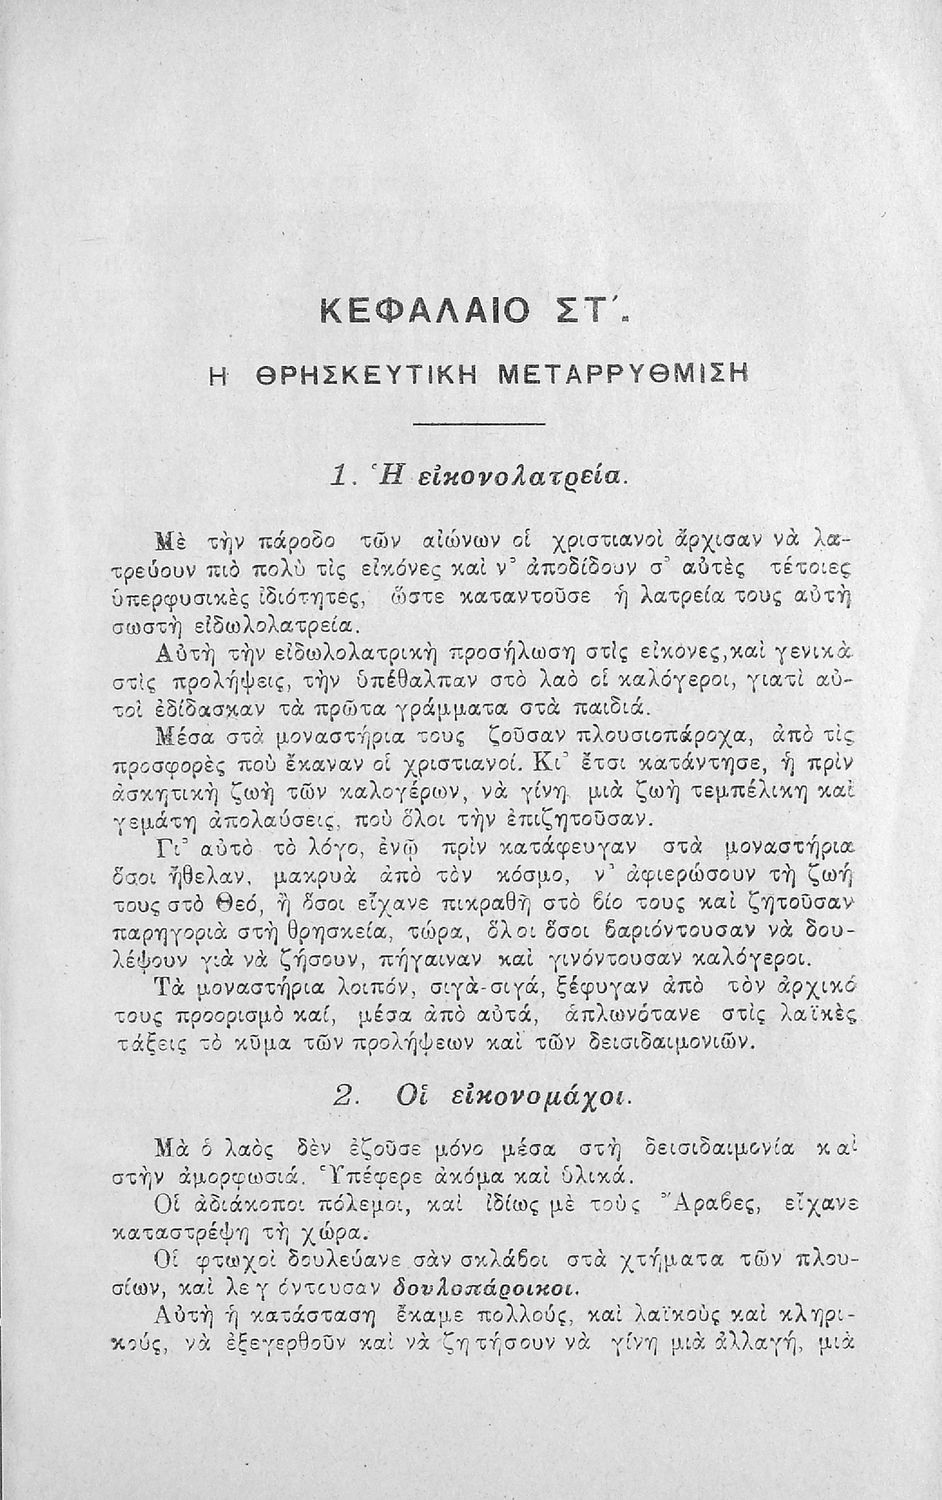 ΚΕΦΑΛΑΙΟ ΣΤ΄.
Η ΘΡΗΣΚΕΥΤΙΚΗ ΜΕΤΑΡΡΥΘΜΙΣΗ
1. Ἡ εἰκονολατρεία.
Μὲ τὴν πάροδο τῶν αἰώνων οἱ χριστιανοὶ ἄρχισαν νὰ λα-
τρεύουν πιὸ πολὺ τὶς εἰκόνες καὶ ν᾿ ἀποδίδουν σ᾿ αὐτὲς τέτοιες
ὑπερφυσικὲς ἰδιότητες, ὥστε καταντοῦσε ἡ λατρεία τους αὐτὴ
σωστὴ εἰδωλολατρεία.
Αὐτὴ τὴν εἰδωλολατρικὴ προσήλωση στὶς εἰκόνες,καὶ γενικὰ
στὶς προλήψεις, τὴν ὑπέθαλπαν στὸ λαὸ οἱ καλόγεροι, γιατὶ αὐ-
τοὶ ἐδίδασκαν τὰ πρῶτα γράμματα στὰ παιδιά.
Μέσα στὰ μοναστήρια τους ζοῦσαν πλουσιοπάροχα, ἀπὸ τὶς
προσφορὲς ποὺ ἔκαναν οἱ χριστιανοί. Κι᾿ ἔτσι κατάντησε, ἡ πρὶν
ἀσκητικὴ ζωὴ τῶν καλογέρων, νὰ γίνη μιὰ ζωὴ τεμπέλικη καὶ
γεμάτη ἀπολαύσεις, ποὺ ὅλοι τὴν ἐπιζητοῦσαν.
Γι᾿ αὐτὸ τὸ λόγο, ἐνῷ πρὶν κατάφευγαν στὰ μοναστήρια
ὅσοι ἤθελαν, μακρυὰ ἀπὸ τὸν κόσμο, ν᾿ ἀφιερώσουν τὴ ζωή
τους στὸ Θεό, ἢ ὅσοι εἴχανε πικραθῆ στὸ βίο τους καὶ ζητοῦσαν
παρηγοριὰ στὴ θρησκεία, τώρα, ὅλοι ὅσοι βαριόντουσαν νὰ δου-
λέψουν γιὰ νὰ ζήσουν, πήγαιναν καὶ γινόντουσαν καλόγεροι.
Τὰ μοναστήρια λοιπόν, σιγὰ-σιγά, ξέφυγαν ἀπὸ τὸν ἀρχικό
τους προορισμὸ καί, μέσα ἀπὸ αὐτά, ἁπλωνότανε στὶς λαϊκὲς
τάξεις τὸ κῦμα τῶν προλήψεων καὶ τῶν δεισιδαιμονιῶν.
2. Οἱ εἰκονομάχοι.
Μὰ ὁ λαὸς δὲν ἐζοῦσε μόνο μέσα στὴ δεισιδαιμονία καὶ
στὴν ἀμορφωσιά. Ὑπέφερε ἀκόμα καὶ ὑλικά.
Οἱ ἀδιάκοποι πόλεμοι, καὶ ἰδίως μὲ τοὺς Ἄραβες, εἴχανε
καταστρέψη τὴ χώρα.
Οἱ φτωχοὶ δουλεύανε σὰν σκλάβοι στὰ χτήματα τῶν πλου-
σίων, καὶ λεγόντουσαν δουλοπάροικοι.
Αὐτὴ ἡ κατάσταση ἔκαμε πολλούς, καὶ λαϊκοὺς καὶ κληρι-
κούς, νὰ ἐξεγερθοῦν καὶ νὰ ζητήσουν νὰ γίνη μιὰ ἀλλαγή, μιὰ